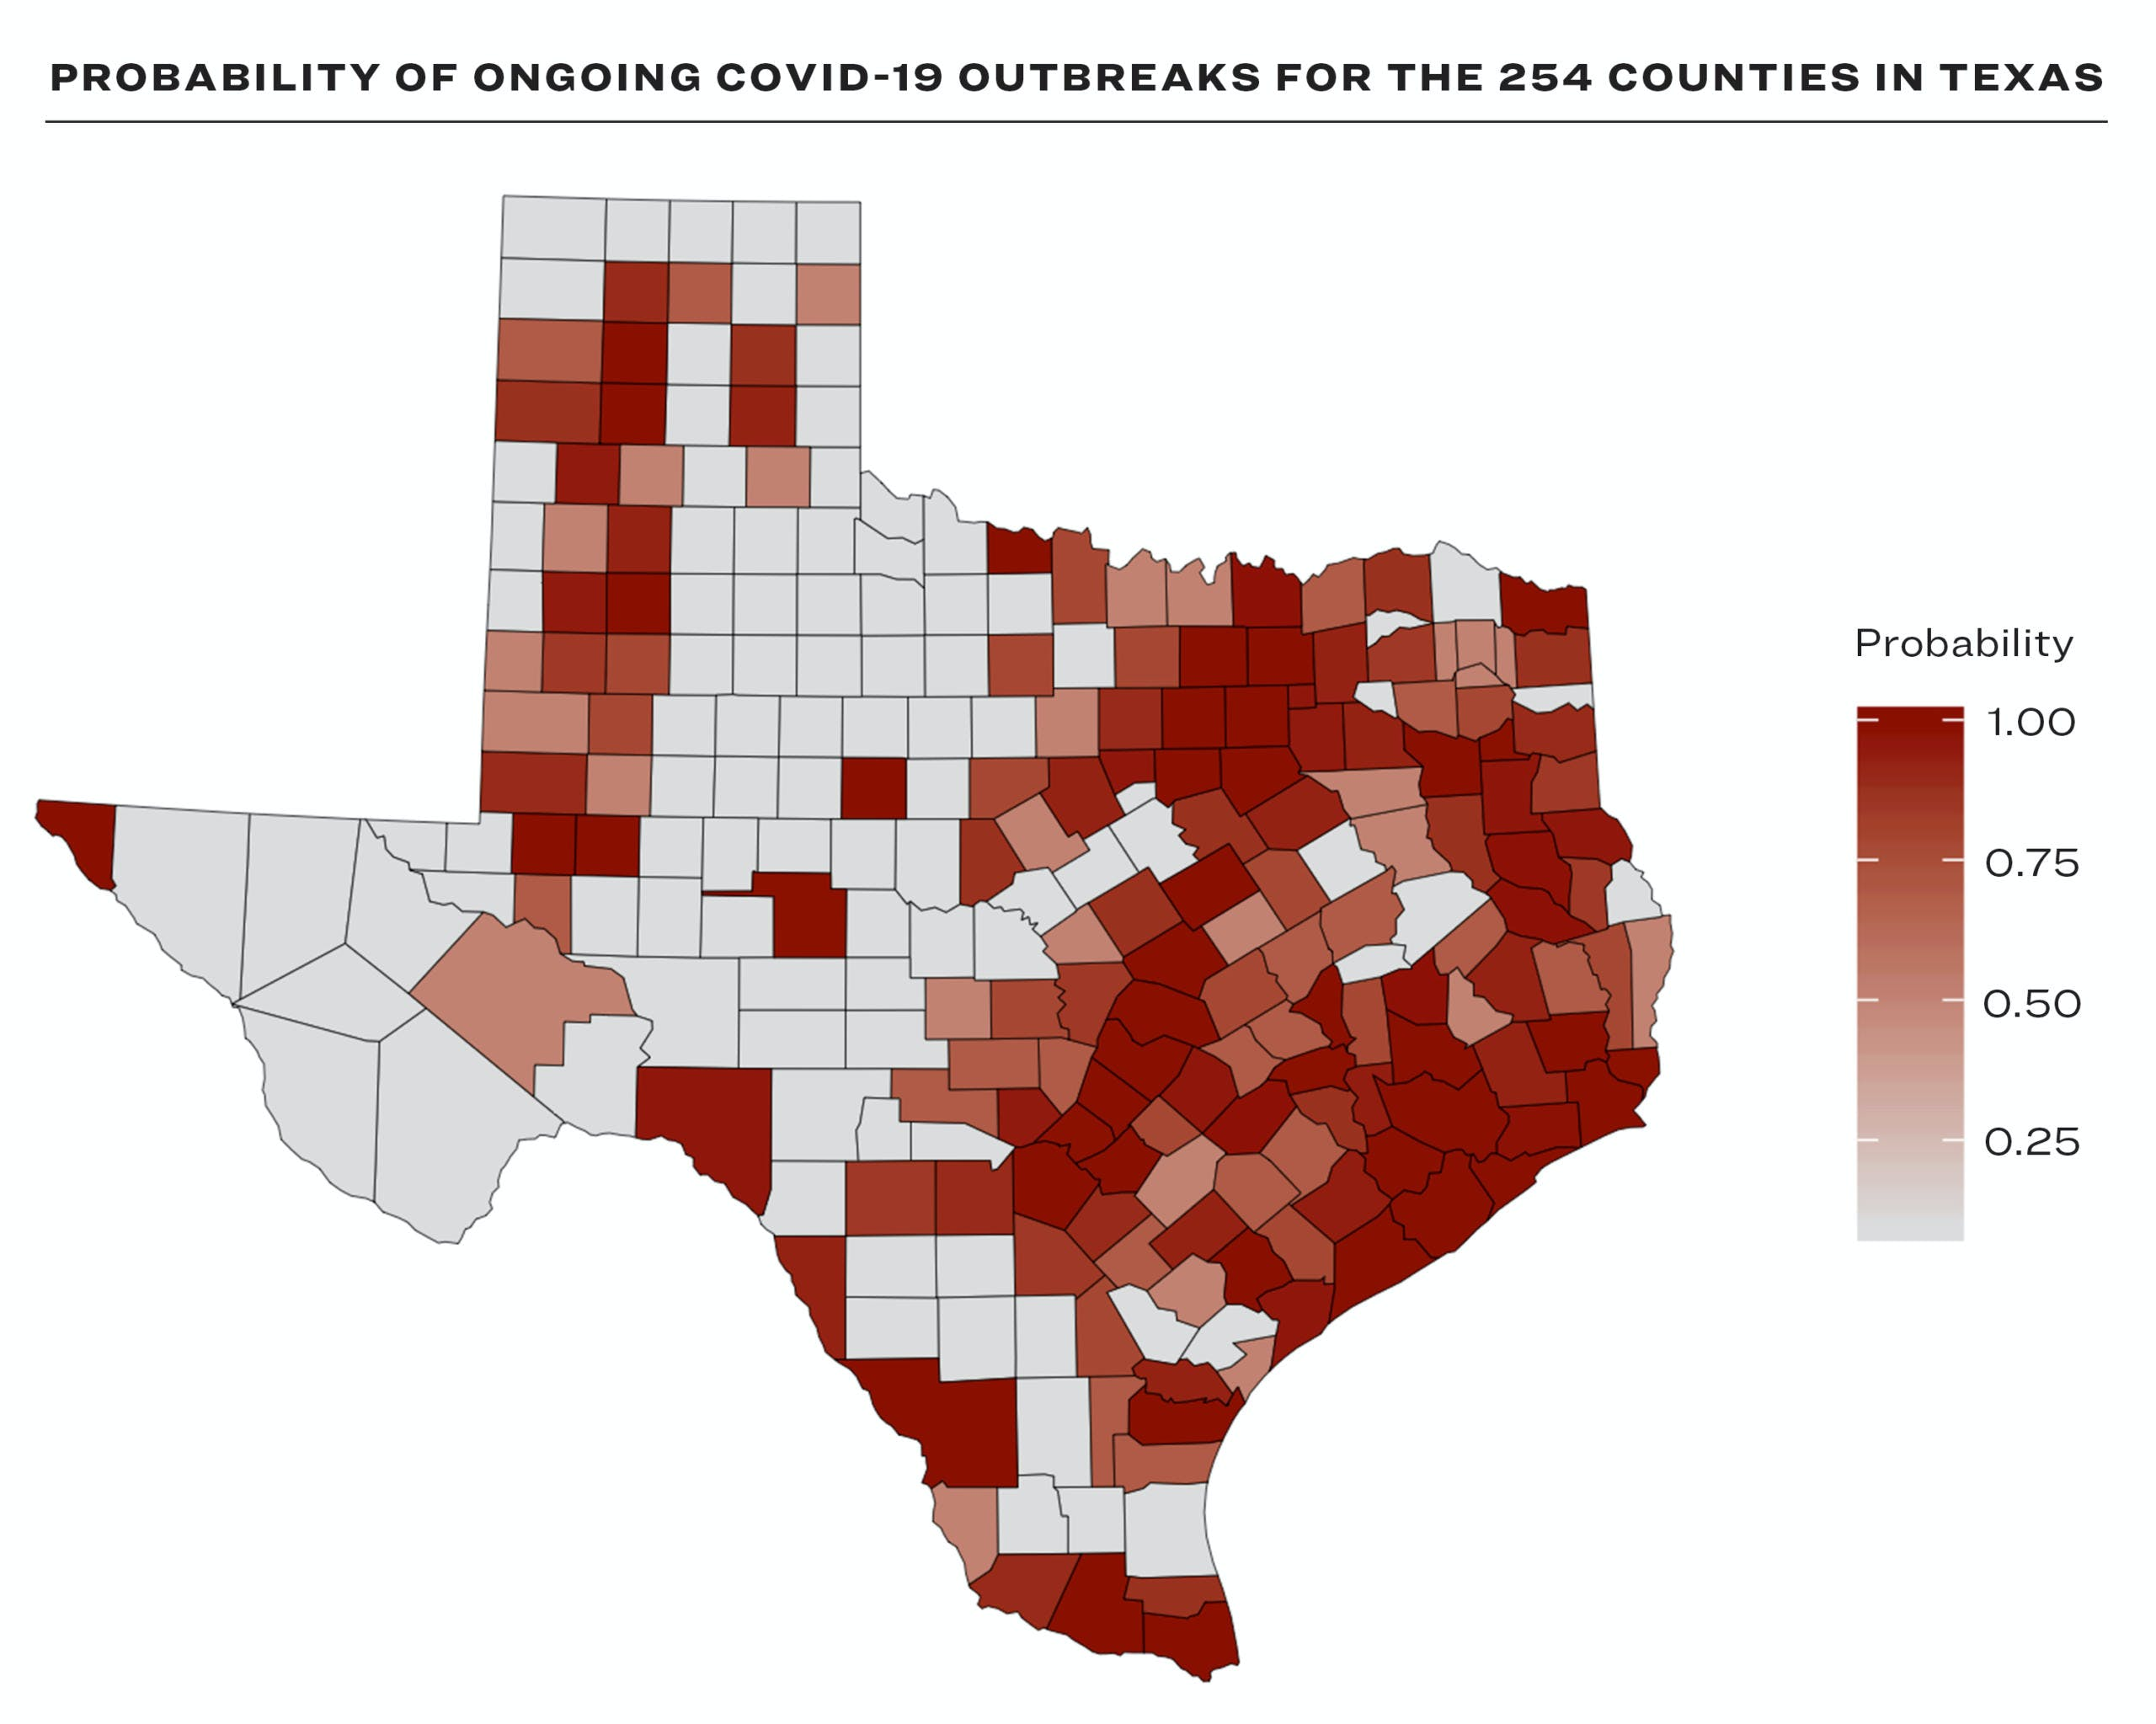 PROBABILITY OF ONGOING COVID-19 OUTBREAKS FOR THE 254 COUNTIES IN TEXAS
Probability
1.00
0.75
0.50
0.25